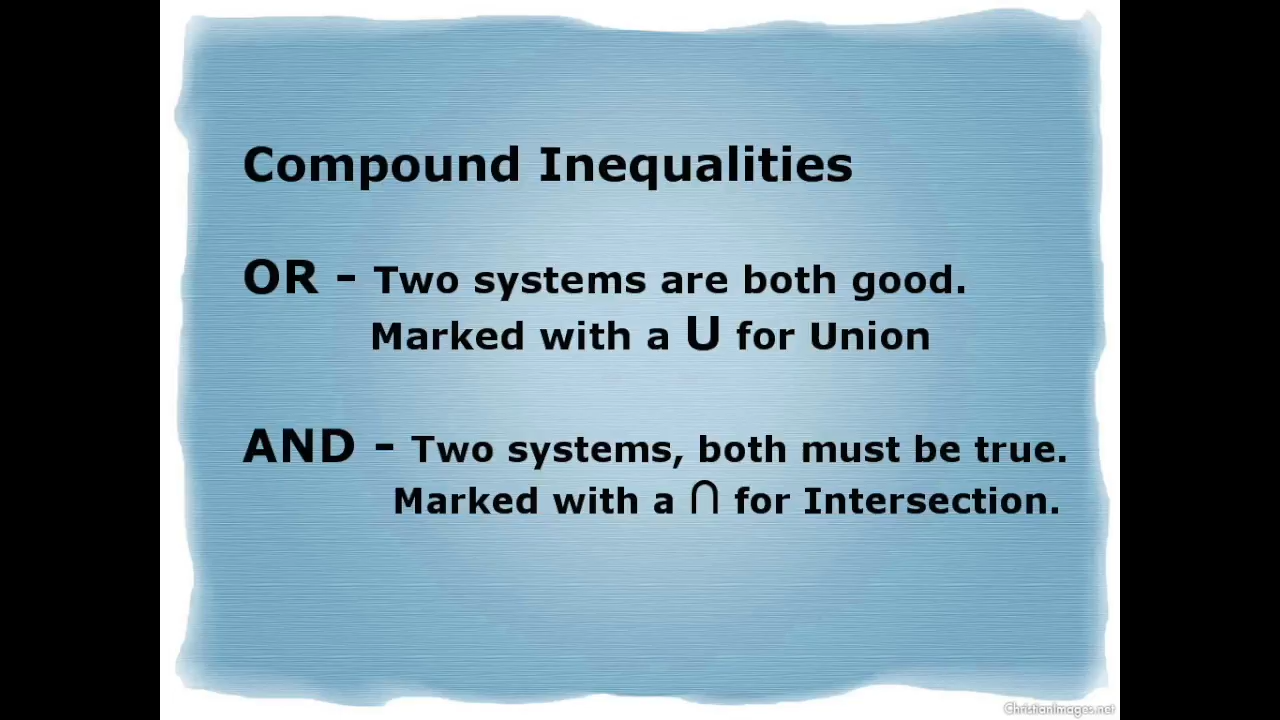 Compound Inequalities
OR - Two systems are both good.
Marked with a U for Union
AND - Two systems, both must be true.
Marked with a ∩ for Intersection.
ChristianImages.net